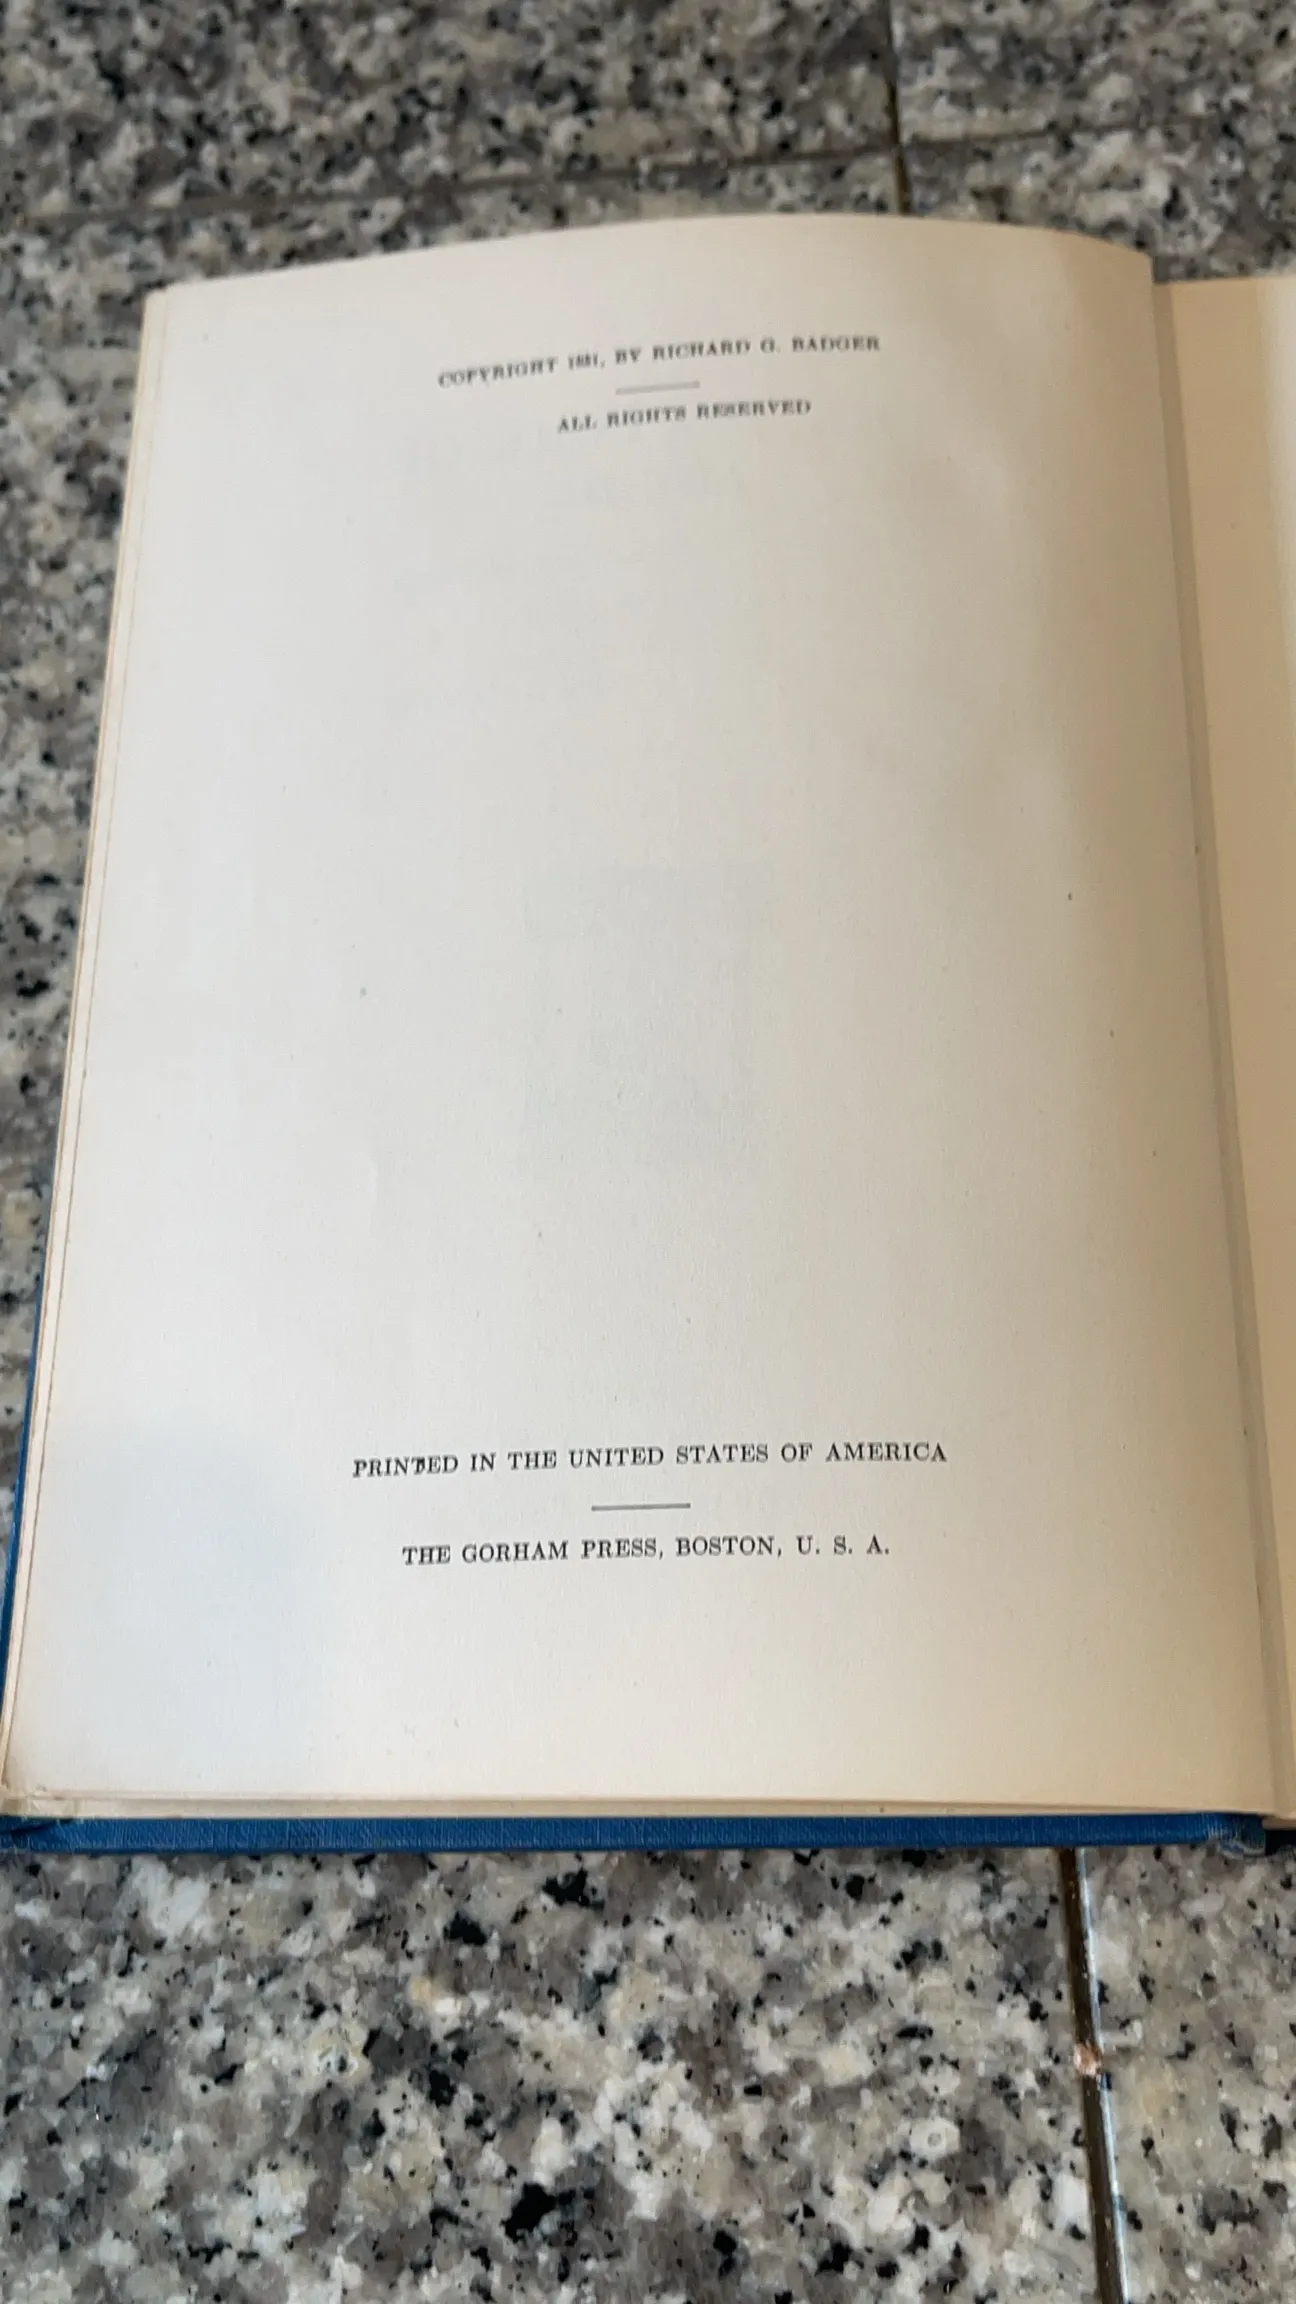 COPYRIGHT, BY RICHARD G. BADGER
ALL RIGHTS RESERVED
PRINTED IN THE UNITED STATES OF AMERICA
THE GORHAM PRESS, BOSTON, U. S. A.